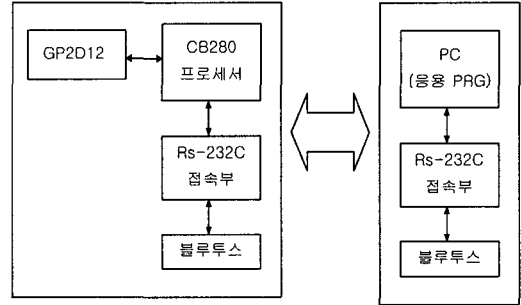 GP2D12
CB280
프로세서
Rs-232C
접속부
블루투스
PC
(응용 PRG)
Rs-232C
접속부
블루투스